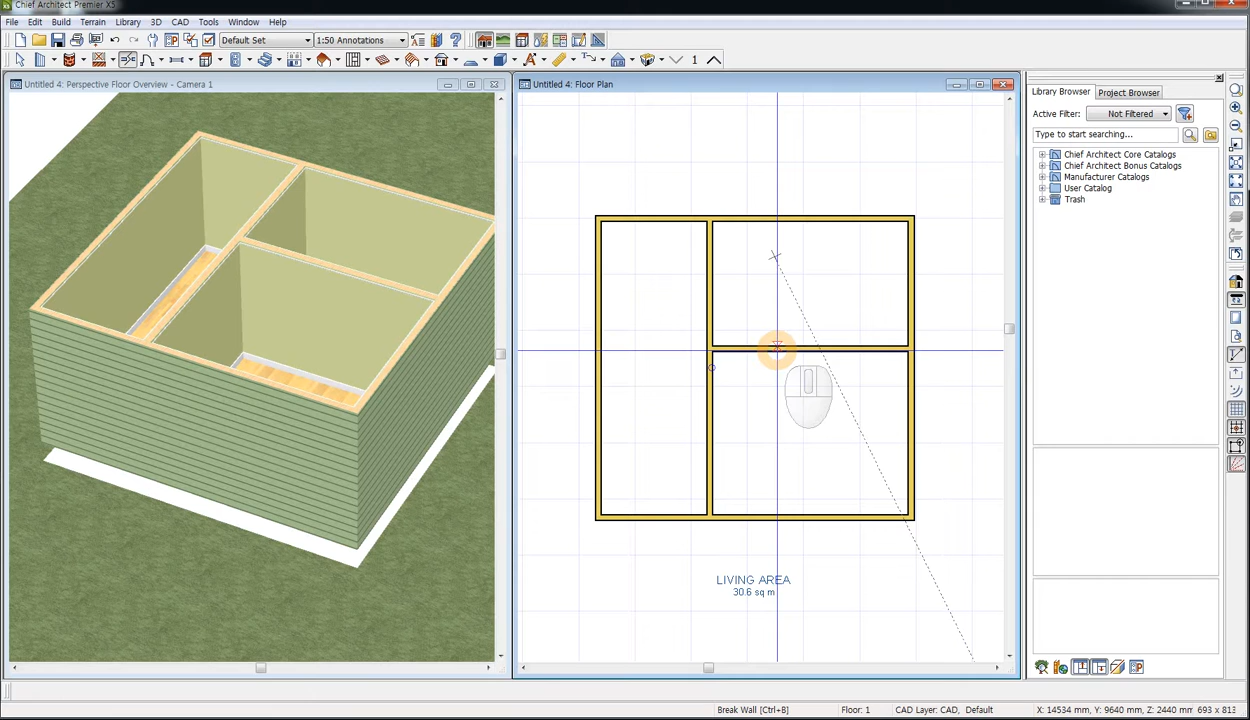 Chief Architect Premier X5
File Edit Build Terrain Library 3D CAD Tools Window Help
Default Set 1:50 Annotations
1
Untitled 4: Perspective Floor Overview - Camera 1
Untitled 4: Floor Plan
Library Browser Project Browser
Active Filter: Not Filtered
Type to start searching...
Chief Architect Core Catalogs
Chief Architect Bonus Catalogs
Manufacturer Catalogs
User Catalog
Trash
LIVING AREA
30.6 sq m
Break Wall [Ctrl+B] Floor: 1 CAD Layer: CAD, Default X: 14534 mm, Y: 9640 mm, Z: 2440 mm 693 x 813